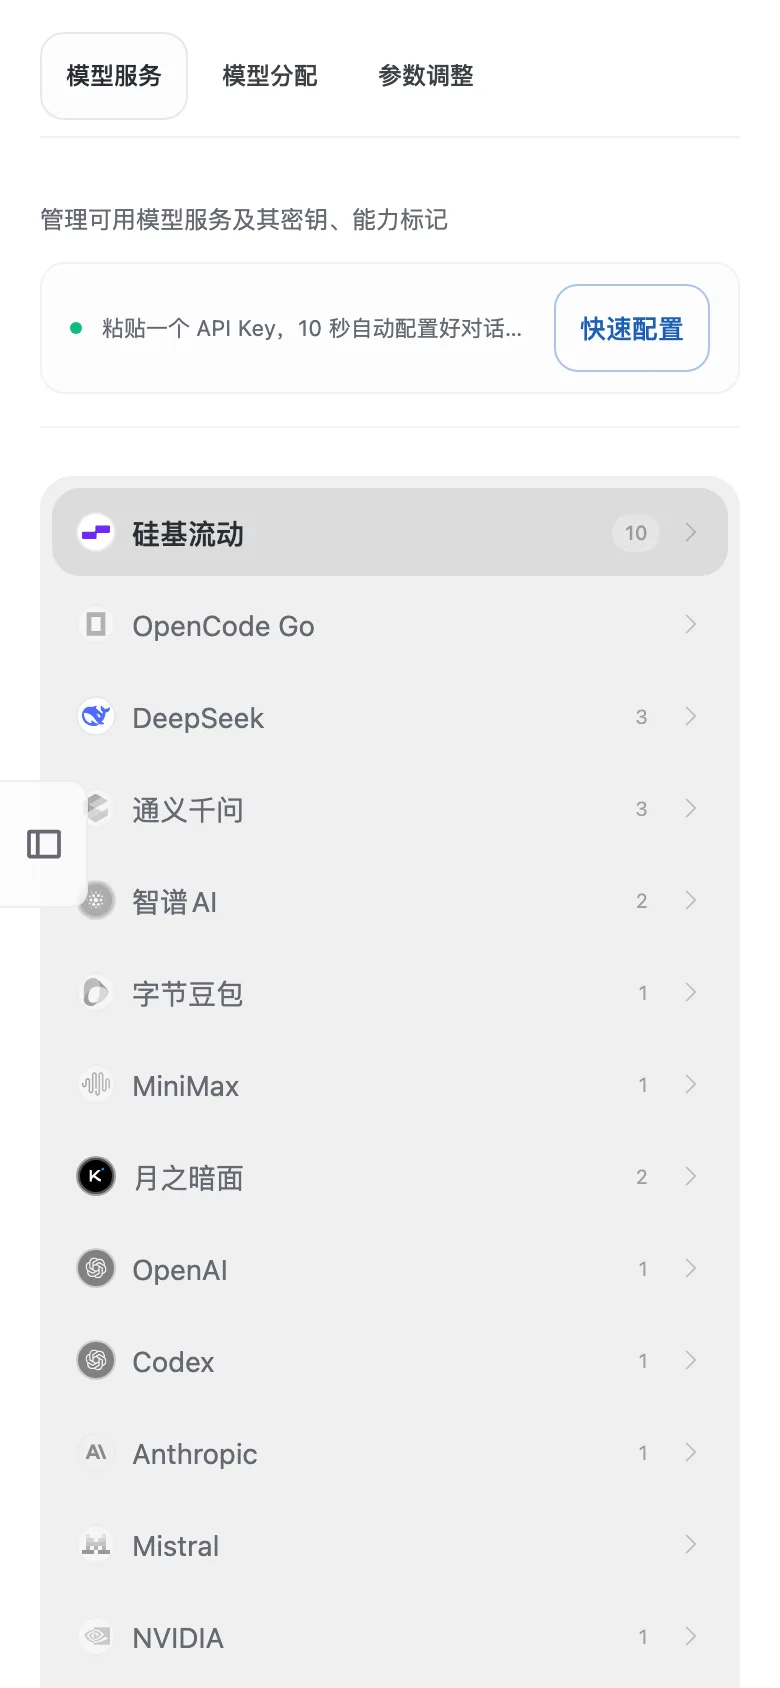 模型服务 模型分配 参数调整
管理可用模型服务及其密钥、能力标记
粘贴一个 API Key，10 秒自动配置好对话... 快速配置
硅基流动 10
OpenCode Go
DeepSeek 3
通义千问 3
智谱 AI 2
字节豆包 1
MiniMax 1
月之暗面 2
OpenAI 1
Codex 1
Anthropic 1
Mistral
NVIDIA 1